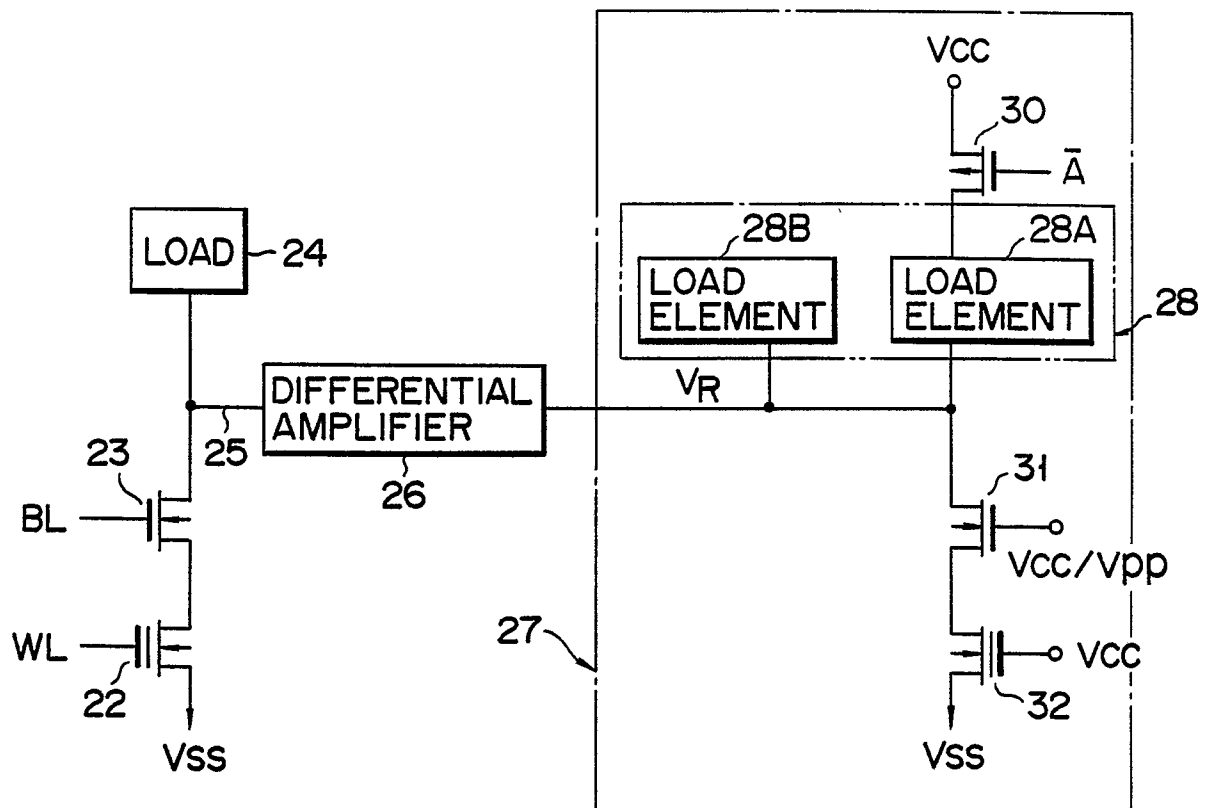 VCC
30
Ā
28B
28A
LOAD
24
LOAD
ELEMENT
LOAD
ELEMENT
28
VR
DIFFERENTIAL
AMPLIFIER
25
26
23
BL
31
VCC/VPP
27
WL
22
VCC
32
VSS
VSS